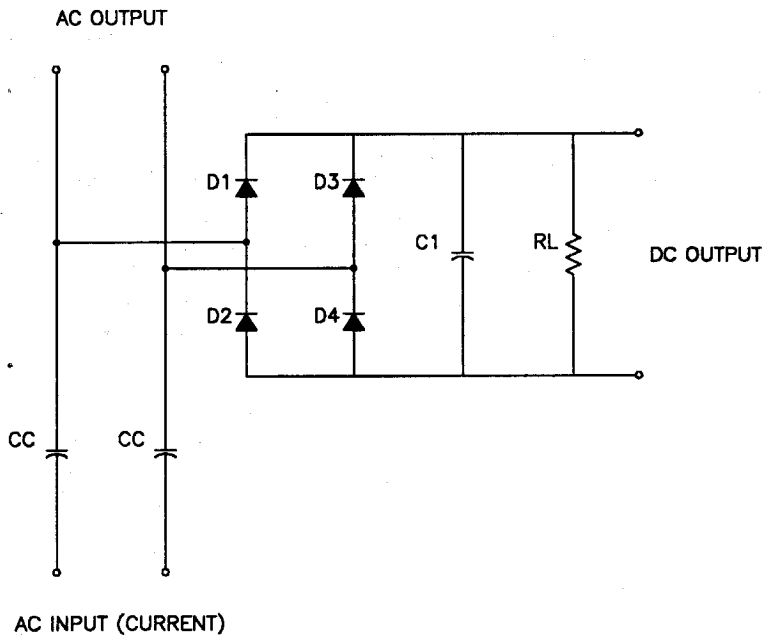 AC OUTPUT
D1
D3
C1
RL
DC OUTPUT
D2
D4
CC
CC
AC INPUT (CURRENT)